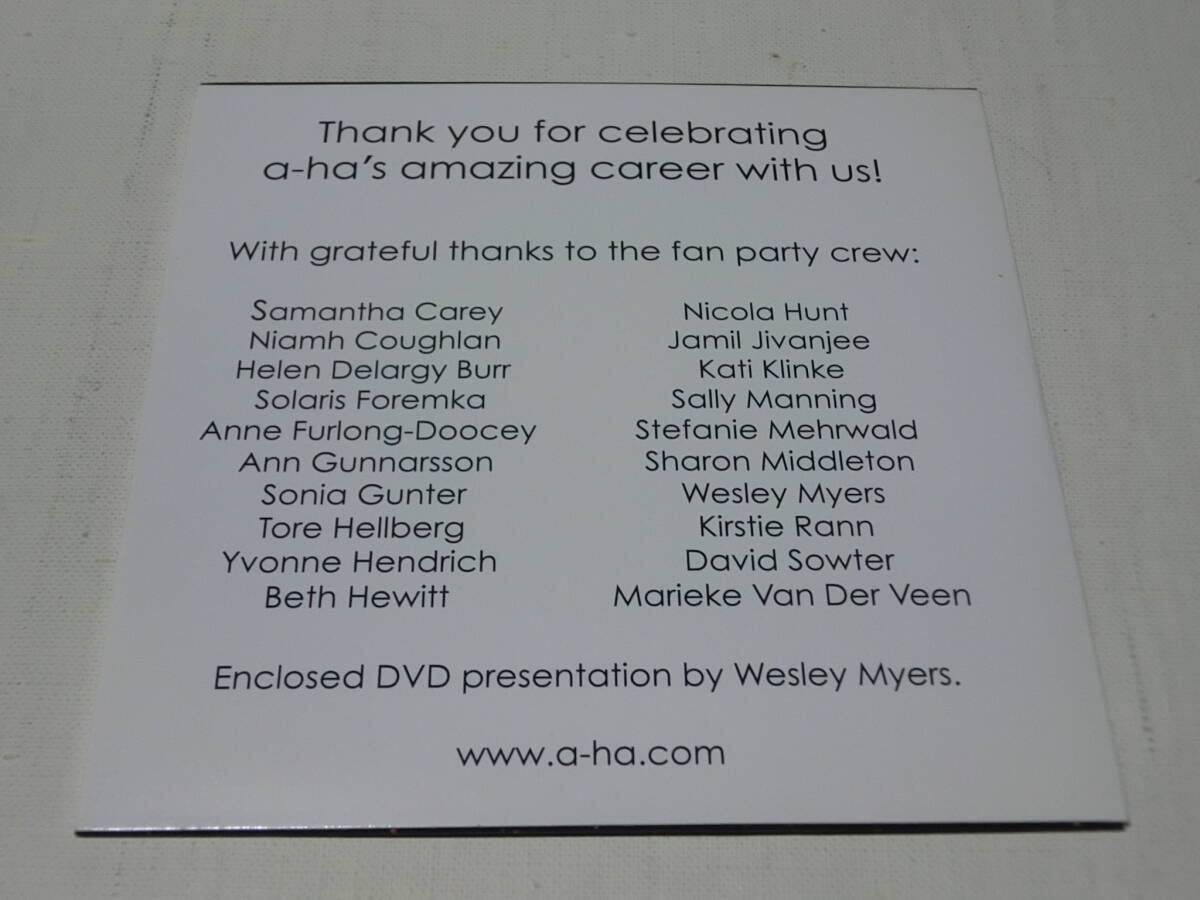 Thank you for celebrating
a-ha's amazing career with us!
With grateful thanks to the fan party crew:
Samantha Carey
Niamh Coughlan
Helen Delargy Burr
Solaris Foremka
Anne Furlong-Doocey
Ann Gunnarsson
Sonia Gunter
Tore Hellberg
Yvonne Hendrich
Beth Hewitt
Nicola Hunt
Jamil Jivanjee
Kati Klinke
Sally Manning
Stefanie Mehrwald
Sharon Middleton
Wesley Myers
Kirstie Rann
David Sowter
Marieke Van Der Veen
Enclosed DVD presentation by Wesley Myers.
www.a-ha.com